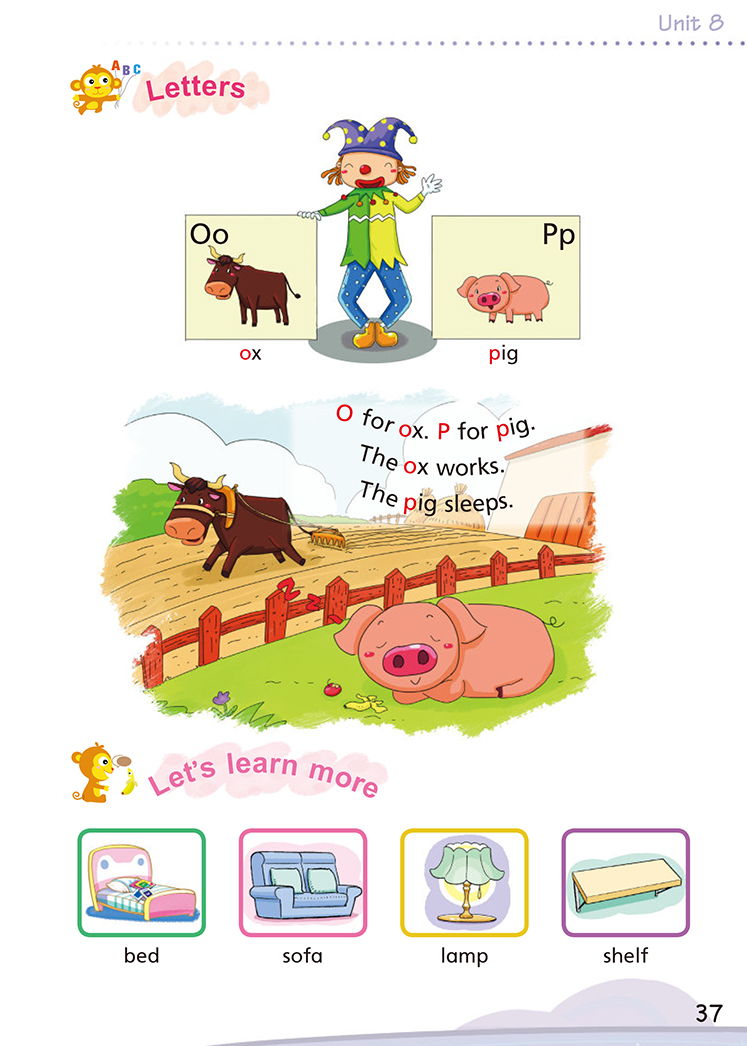 Unit 8
ABC
Letters
Oo
Pp
ox
pig
O for ox. P for pig.
The ox works.
The pig sleeps.
z z z
Let's learn more
bed
sofa
lamp
shelf
37